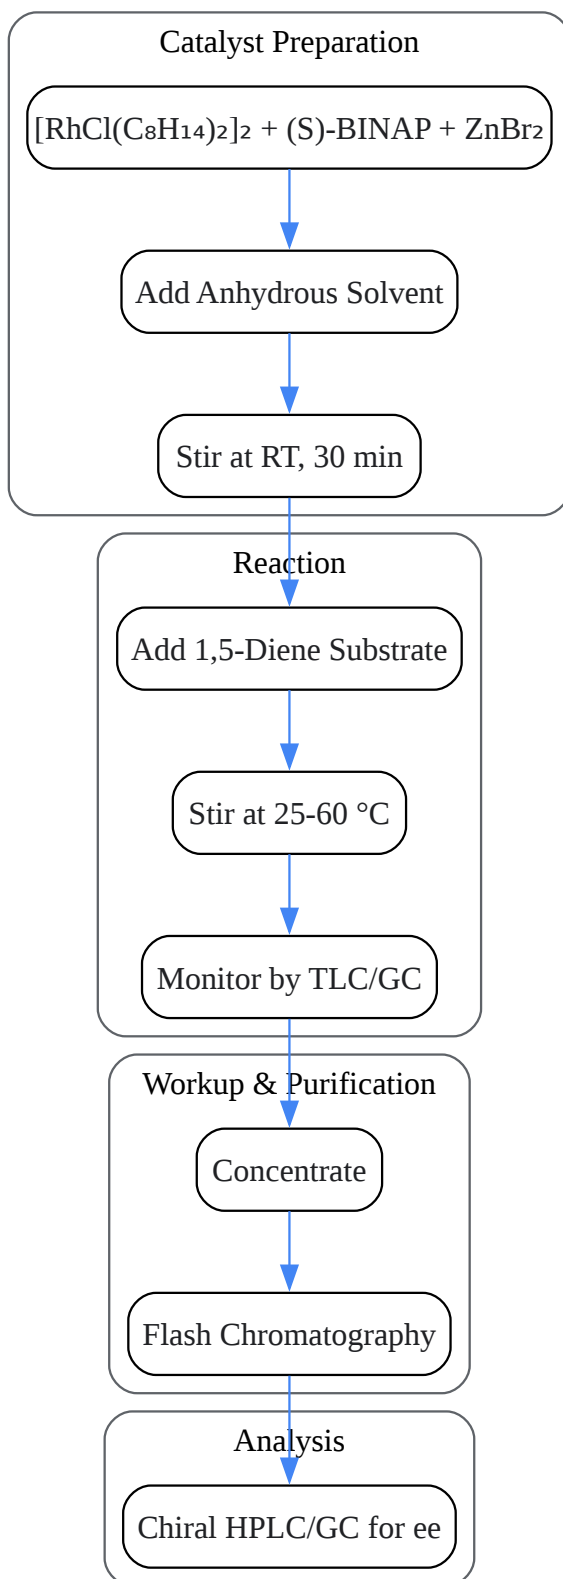 Catalyst Preparation
[RhCl(C₈H₁₄)₂]₂ + (S)-BINAP + ZnBr₂
Add Anhydrous Solvent
Stir at RT, 30 min
Reaction
Add 1,5-Diene Substrate
Stir at 25-60 °C
Monitor by TLC/GC
Workup & Purification
Concentrate
Flash Chromatography
Analysis
Chiral HPLC/GC for ee